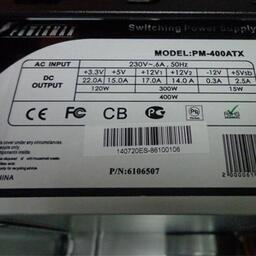 Switching Power Supply
MODEL:PM-400ATX
AC INPUT 230V~,6A, 50Hz
DC OUTPUT +3.3V +5V +12V1 +12V2 -12V +5Vsb
22.0A 15.0A 17.0A 14.0A 0.3A 2.5A
120W 300W 15W
400W
CE FC CB PG
140720ES-86100106
CHINA
P/N:6106507